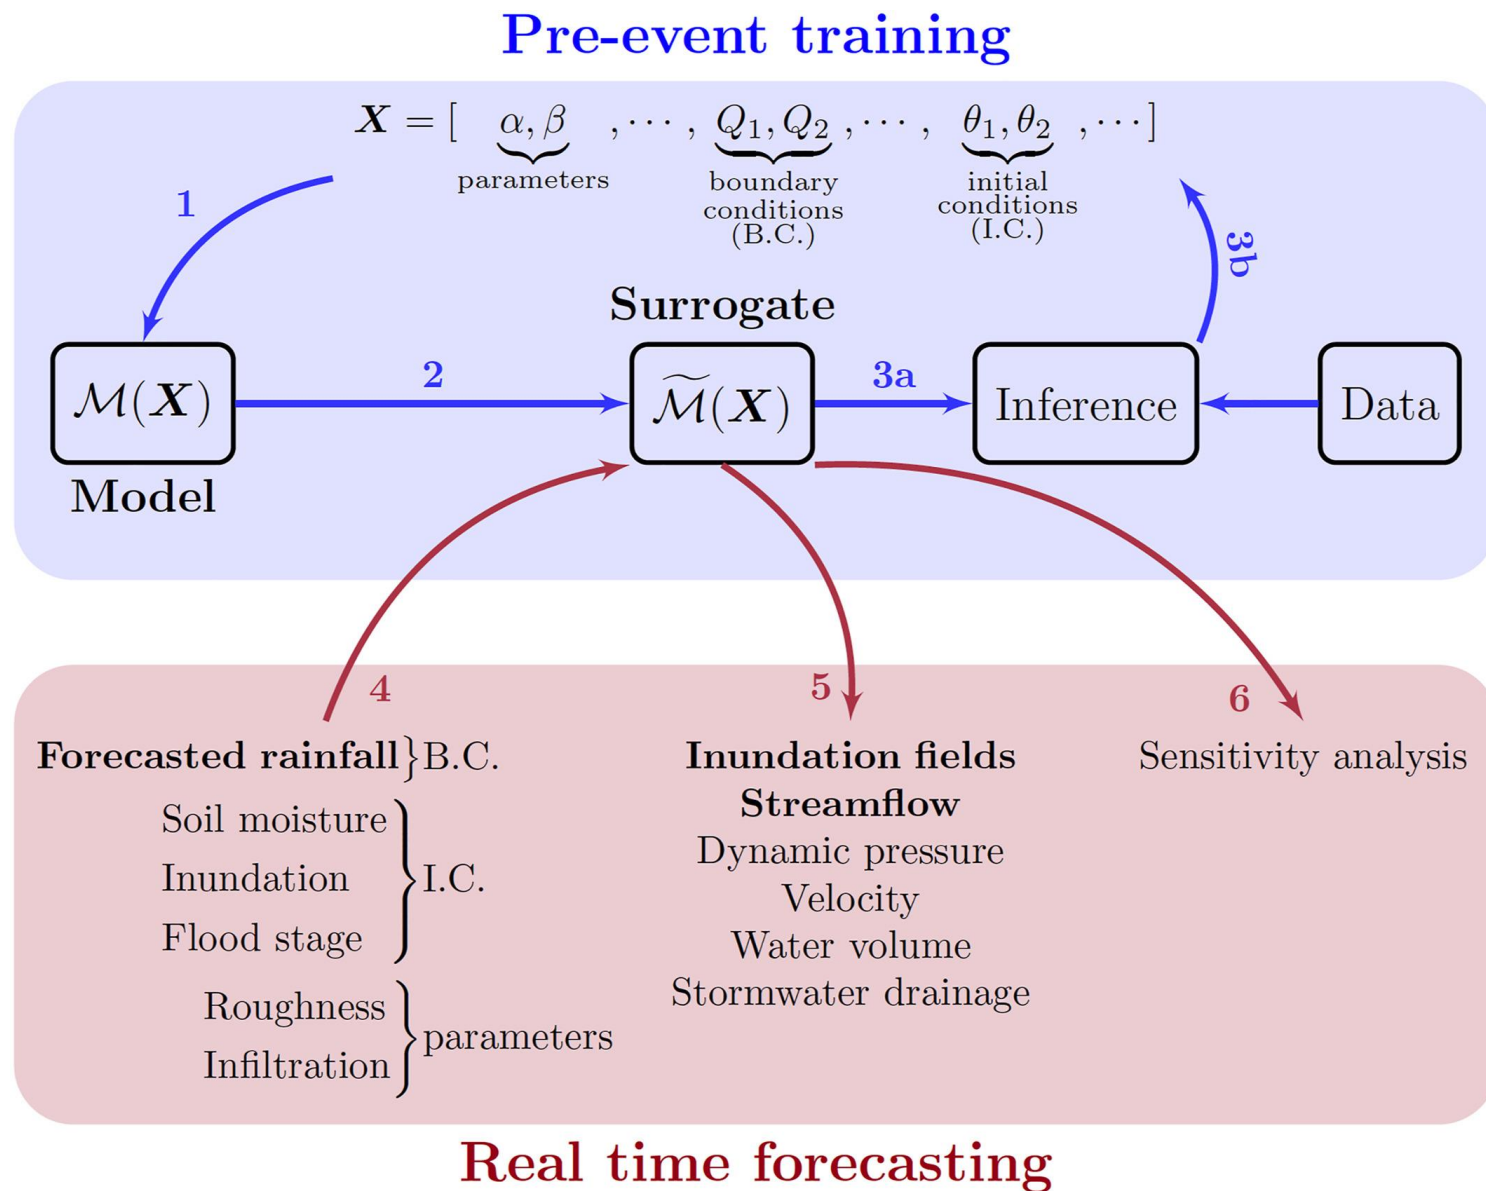 Pre-event training
X = [ α, β , ⋯ , Q₁, Q₂ , ⋯ , θ₁, θ₂ , ⋯ ]
parameters
boundary
conditions
(B.C.)
initial
conditions
(I.C.)
1
3b
Surrogate
M(X)
2
M̃(X)
3a
Inference
Data
Model
4
5
6
Forecasted rainfall}B.C.
Soil moisture
Inundation
Flood stage
I.C.
Roughness
Infiltration
parameters
Inundation fields
Streamflow
Dynamic pressure
Velocity
Water volume
Stormwater drainage
Sensitivity analysis
Real time forecasting